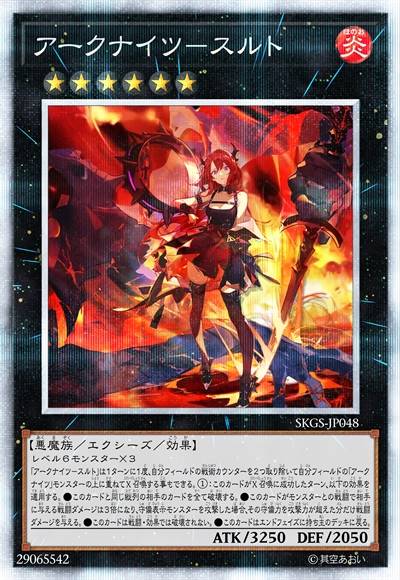 アークナイツースルト
ほのお
炎
SKGS-JP048
【悪魔族／エクシーズ／効果】
レベル６モンスター×３
「アークナイツースルト」は1ターンに1度、自分フィールドの戦術カウンターを２つ取り除いて自分フィールドの「アーク
ナイツ」モンスターの上に重ねてX召喚する事もできる。①：このカードがX召喚に成功したターン、以下の効果を
適用する。●このカードと同じ縦列の相手のカードを全て破壊する。●このカードがモンスターとの戦闘で相手
に与える戦闘ダメージは３倍になり、守備表示モンスターを攻撃した場合、その守備力を攻撃力が超えた分だけ戦闘
ダメージを与える。●このカードは戦闘・効果では破壊されない。●このカードはエンドフェイズに持ち主のデッキに戻る。
ATK/3250 DEF/2050
29065542
©其空あおい